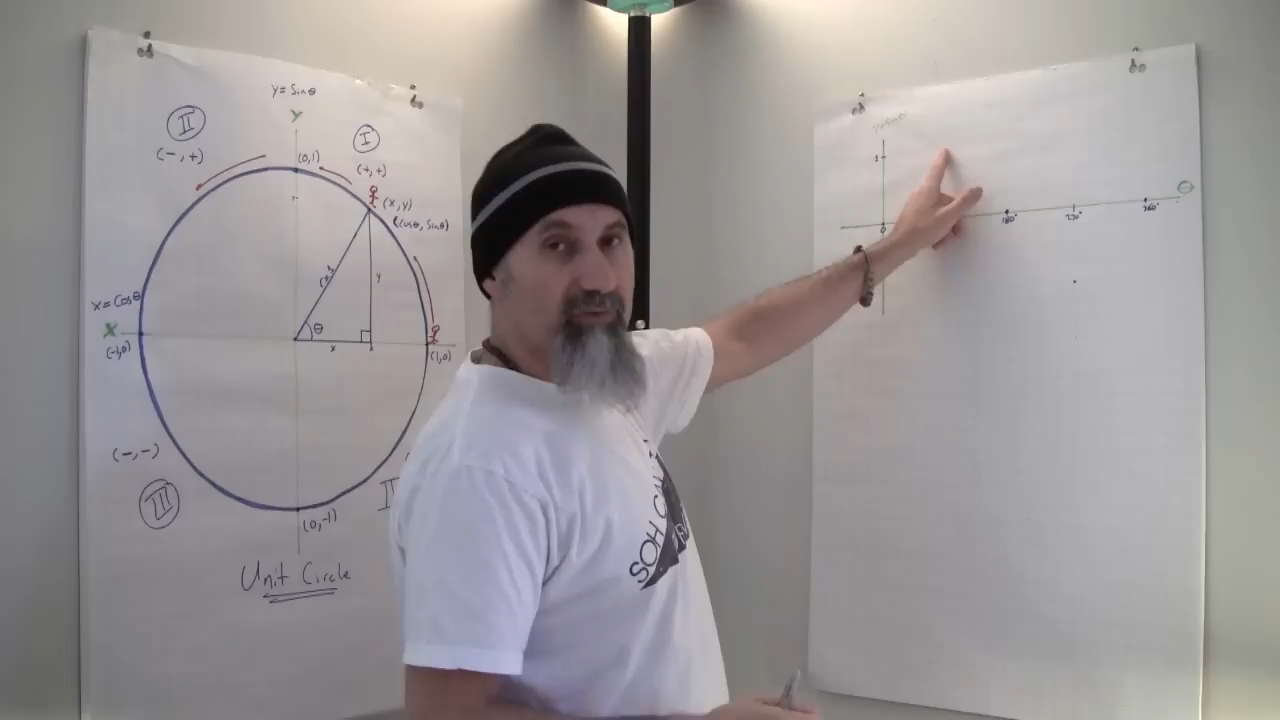 y = Sinθ
Y
II
I
(-, +)
(0,1)
(+, +)
(x, y)
(Cosθ, Sinθ)
rad
y
x = Cosθ
X
θ
(-1,0)
x
(1,0)
(-, -)
III
(0,-1)
Unit Circle
SOH CAH
1
0
180°
270°
360°
θ